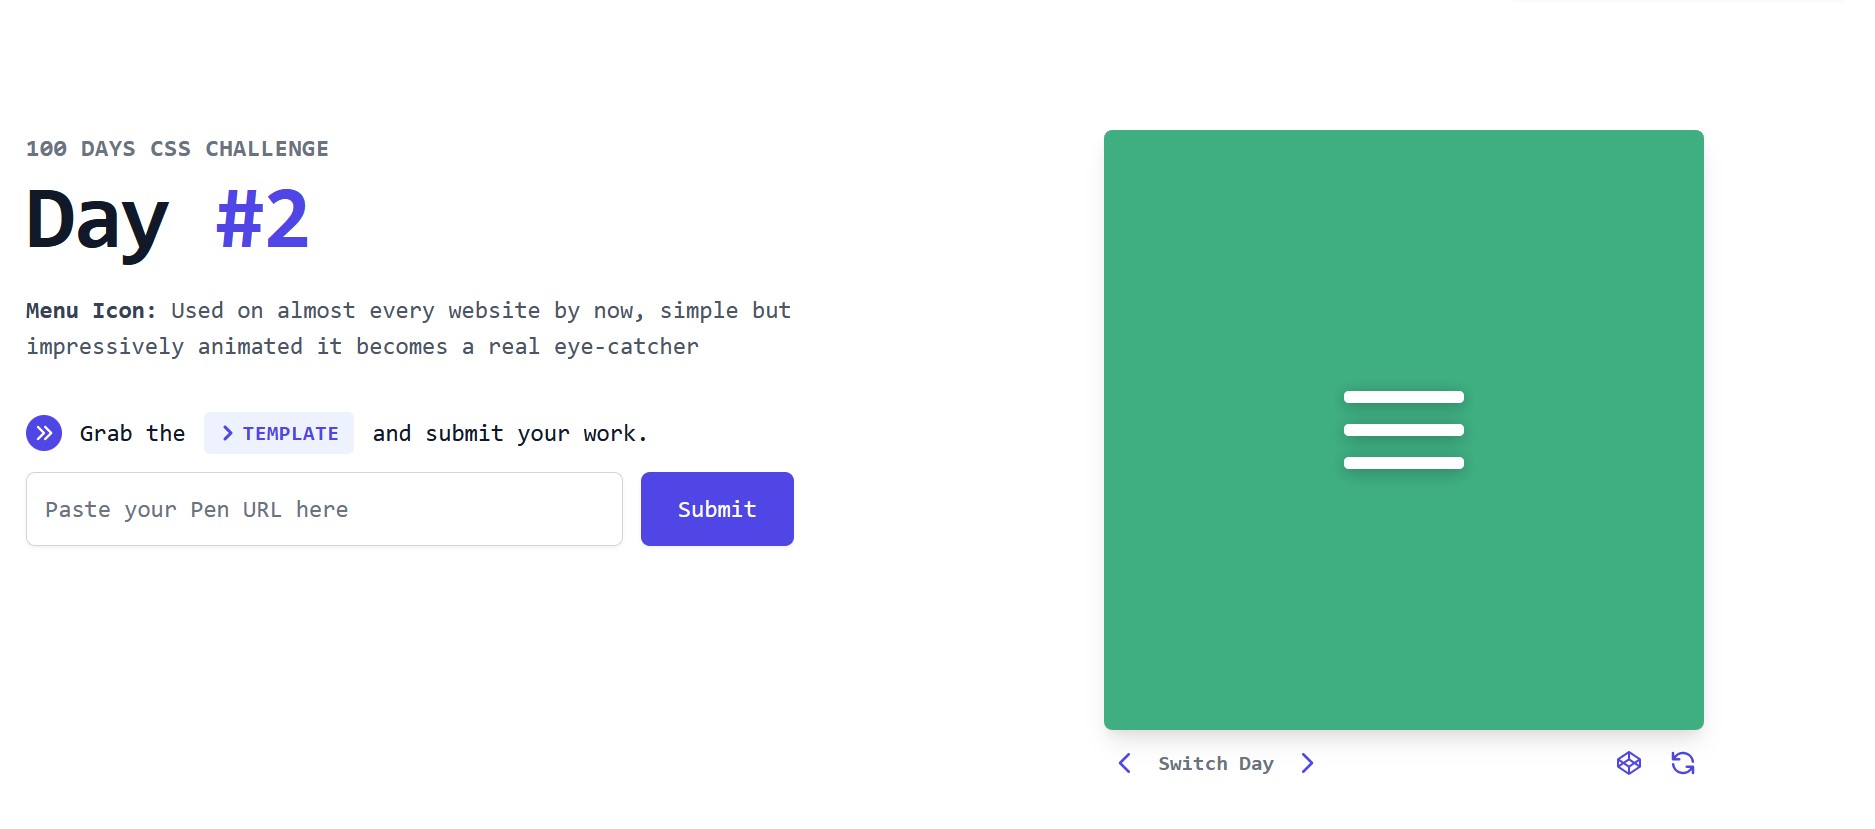 100 DAYS CSS CHALLENGE
Day #2
Menu Icon: Used on almost every website by now, simple but
impressively animated it becomes a real eye-catcher
Grab the TEMPLATE and submit your work.
Paste your Pen URL here
Submit
Switch Day